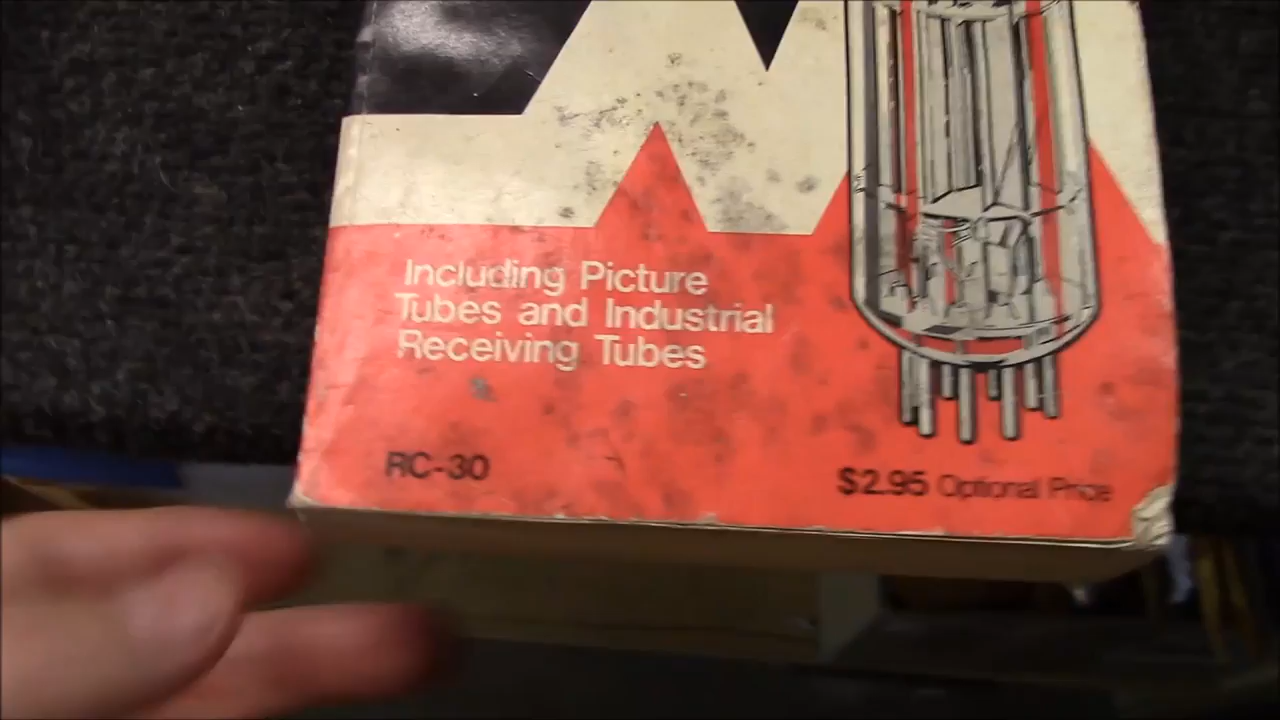 Including Picture
Tubes and Industrial
Receiving Tubes
RC-30
$2.95 Optional Price